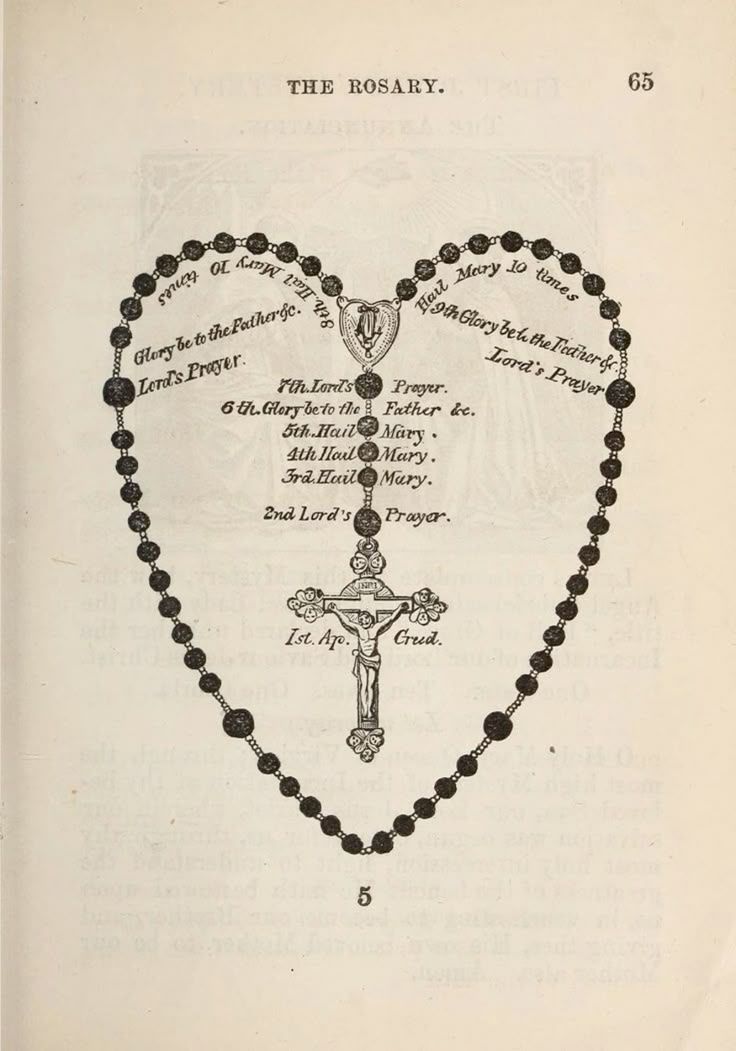 THE ROSARY.
65
8th. Hail Mary 10 times
Glory be to the Father &c.
Lord's Prayer.
Hail Mary 10 times
9th Glory be to the Father &c.
Lord's Prayer
7th. Lord's Prayer.
6th. Glory be to the Father &c.
5th. Hail Mary.
4th Hail Mary.
3rd. Hail Mary.
2nd Lord's Prayer.
INRI
1st. Ap. Creed.
5